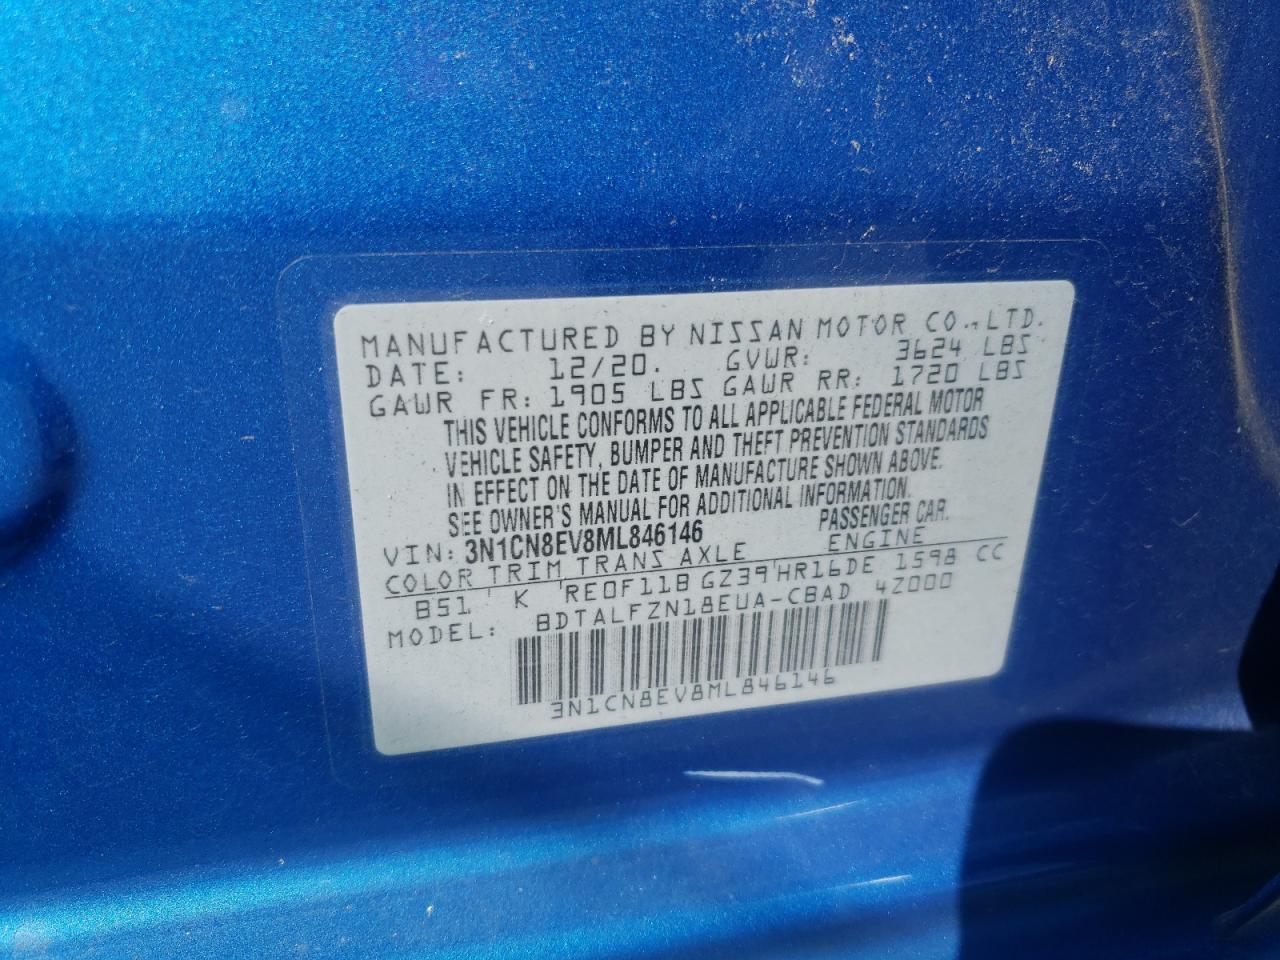 MANUFACTURED BY NISSAN MOTOR CO., LTD.
DATE: 12/20. GVWR: 3624 LBS
GAWR FR: 1905 LBS GAWR RR: 1720 LBS
THIS VEHICLE CONFORMS TO ALL APPLICABLE FEDERAL MOTOR
VEHICLE SAFETY, BUMPER AND THEFT PREVENTION STANDARDS
IN EFFECT ON THE DATE OF MANUFACTURE SHOWN ABOVE.
SEE OWNER'S MANUAL FOR ADDITIONAL INFORMATION.
VIN: 3N1CN8EV8ML846146 PASSENGER CAR.
COLOR TRIM TRANS AXLE ENGINE
B51 K RE0F11B GZ39 HR16DE 1598 CC
MODEL: BDTALFZN18EUA-CBAD 4Z000
3N1CN8EV8ML846146